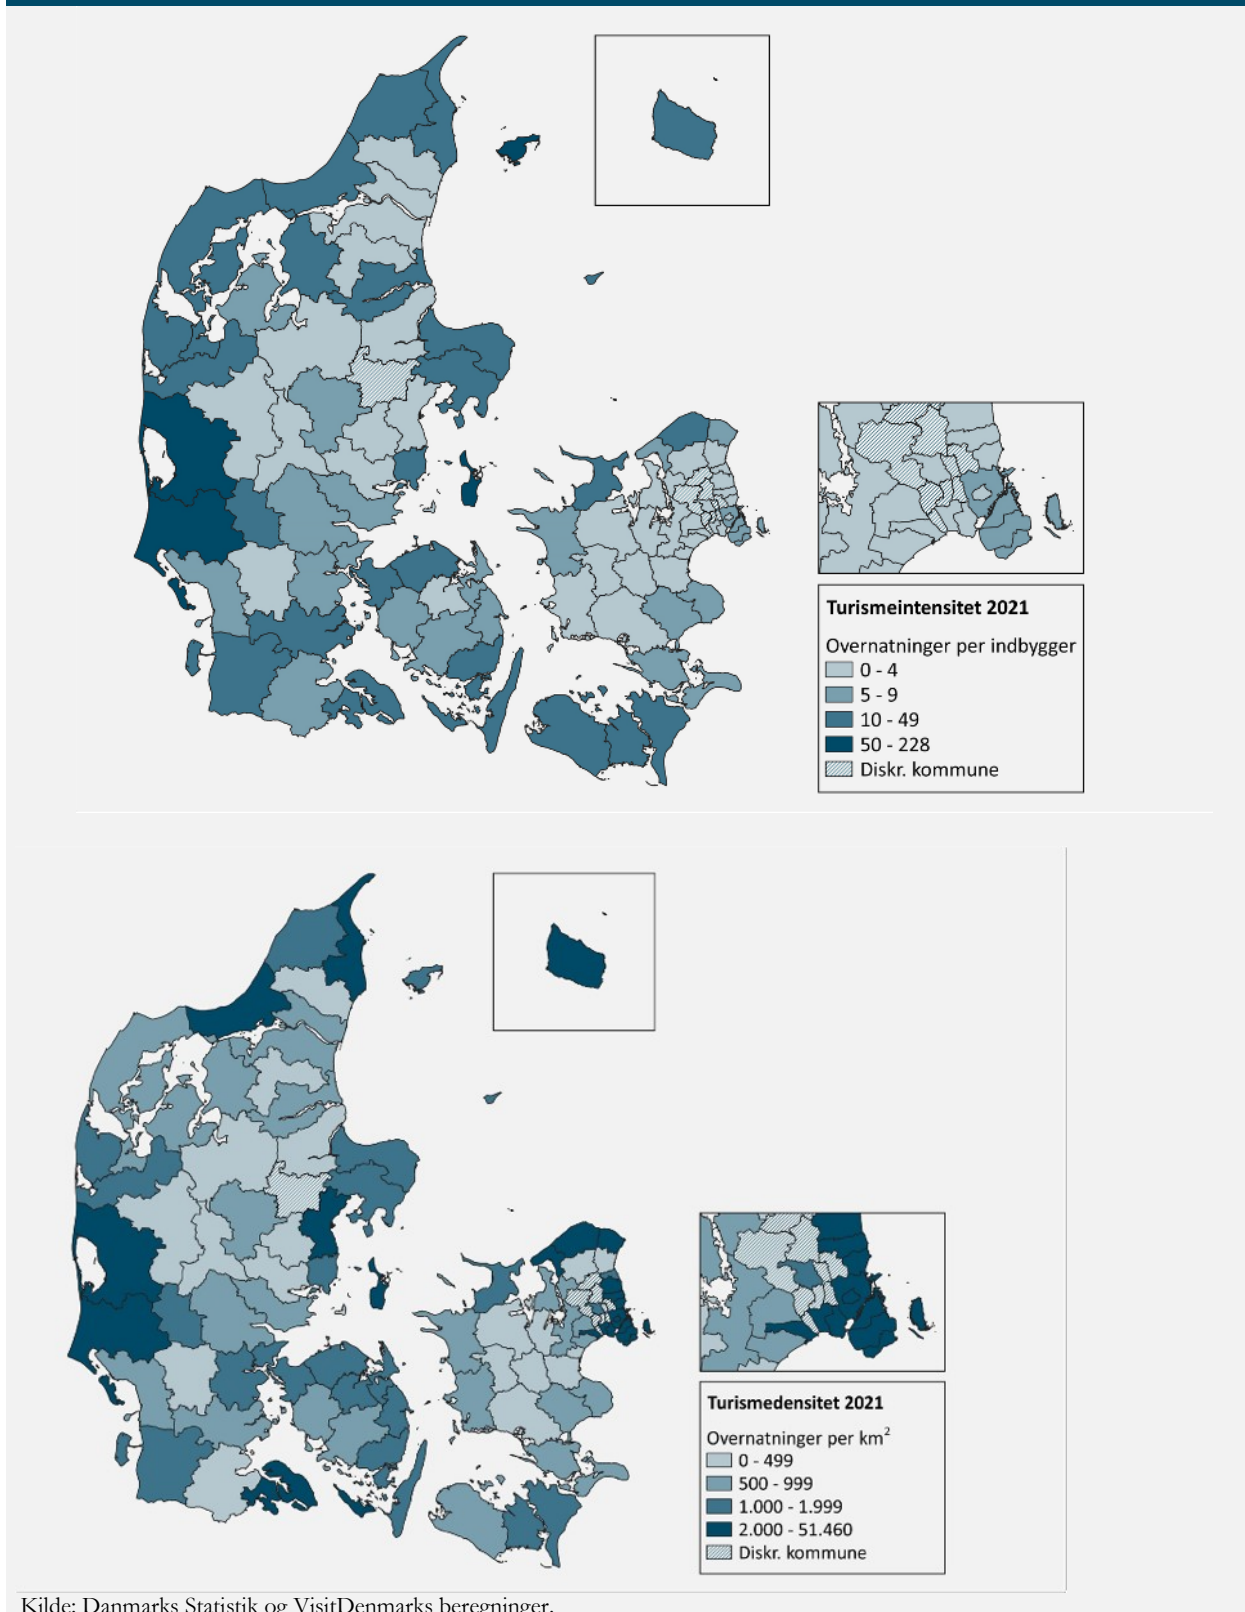 Turismeintensitet 2021
Overnatninger per indbygger
0 - 4
5 - 9
10 - 49
50 - 228
Diskr. kommune
Turismedensitet 2021
Overnatninger per km²
0 - 499
500 - 999
1.000 - 1.999
2.000 - 51.460
Diskr. kommune
Kilde: Danmarks Statistik og VisitDenmarks beregninger.